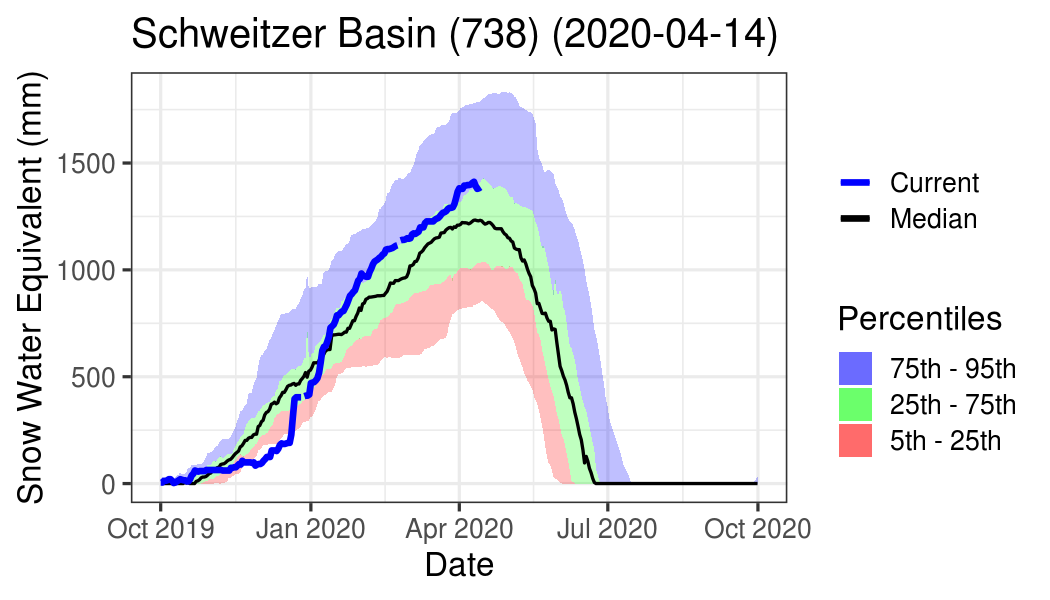 Schweitzer Basin (738) (2020-04-14)
Snow Water Equivalent (mm)
1500
1000
500
0
Oct 2019 Jan 2020 Apr 2020 Jul 2020 Oct 2020
Date
Current
Median
Percentiles
75th - 95th
25th - 75th
5th - 25th